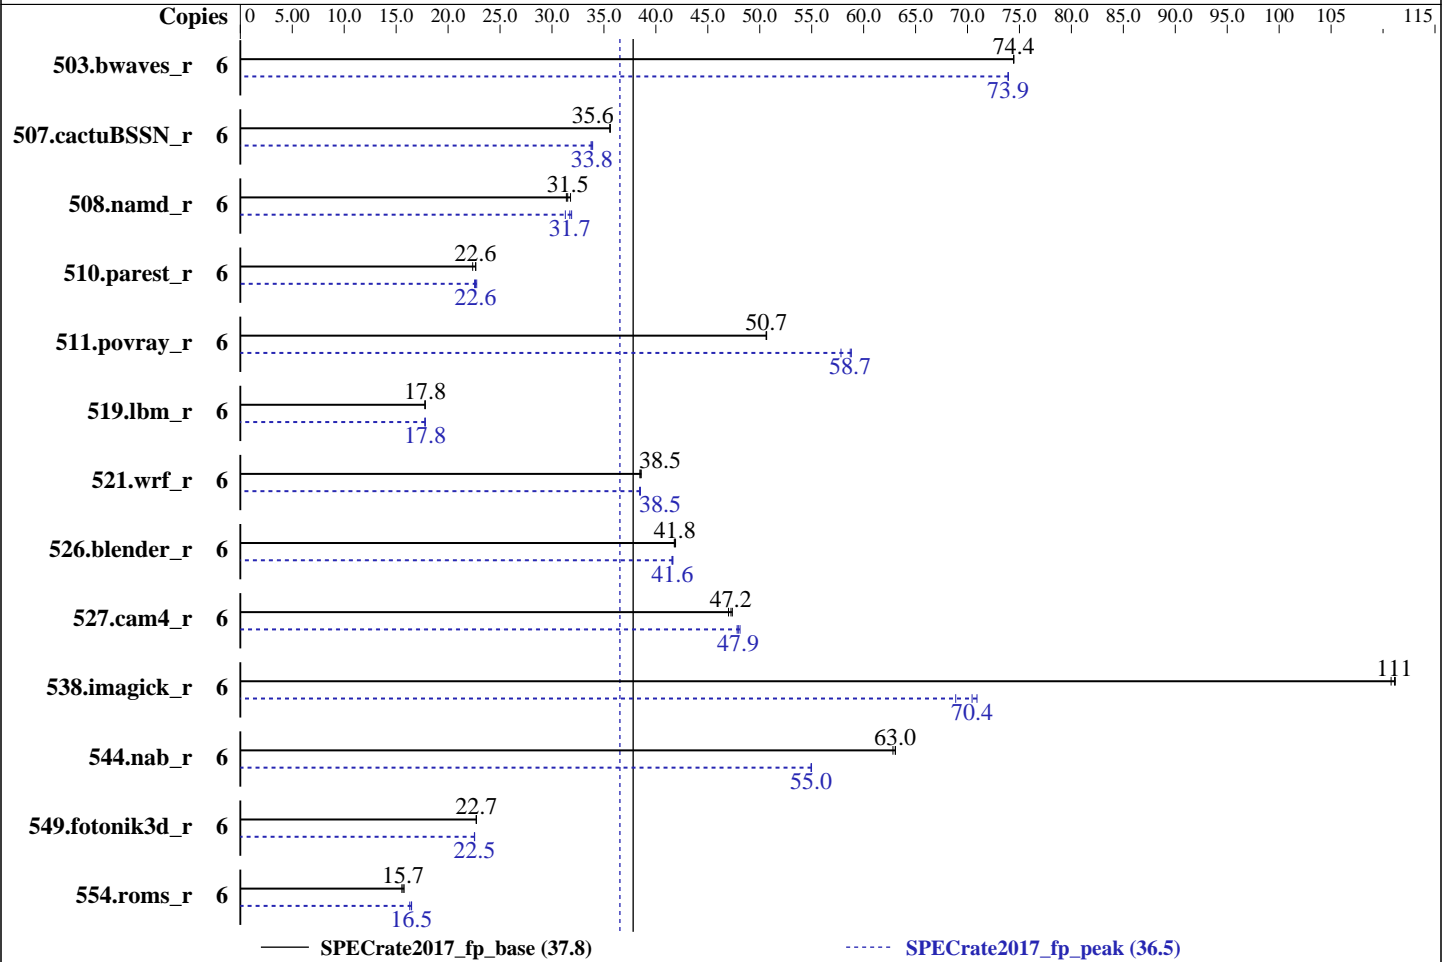 Copies 0 5.00 10.0 15.0 20.0 25.0 30.0 35.0 40.0 45.0 50.0 55.0 60.0 65.0 70.0 75.0 80.0 85.0 90.0 95.0 100 105 115
503.bwaves_r 6 74.4
73.9
507.cactuBSSN_r 6 35.6
33.8
508.namd_r 6 31.5
31.7
510.parest_r 6 22.6
22.6
511.povray_r 6 50.7
58.7
519.lbm_r 6 17.8
17.8
521.wrf_r 6 38.5
38.5
526.blender_r 6 41.8
41.6
527.cam4_r 6 47.2
47.9
538.imagick_r 6 111
70.4
544.nab_r 6 63.0
55.0
549.fotonik3d_r 6 22.7
22.5
554.roms_r 6 15.7
16.5
SPECrate2017_fp_base (37.8) SPECrate2017_fp_peak (36.5)